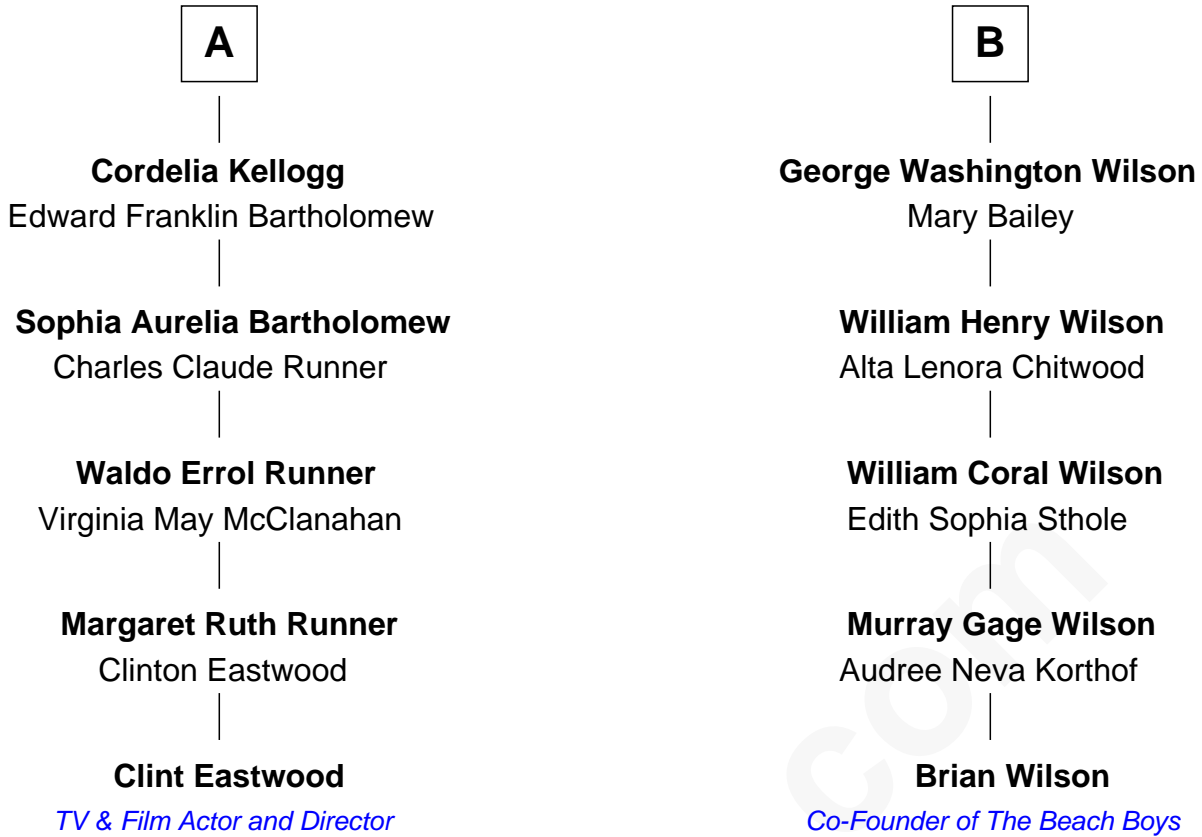 A
Cordelia Kellogg
Edward Franklin Bartholomew
Sophia Aurelia Bartholomew
Charles Claude Runner
Waldo Errol Runner
Virginia May McClanahan
Margaret Ruth Runner
Clinton Eastwood
Clint Eastwood
TV & Film Actor and Director
B
George Washington Wilson
Mary Bailey
William Henry Wilson
Alta Lenora Chitwood
William Coral Wilson
Edith Sophia Sthole
Murray Gage Wilson
Audree Neva Korthof
Brian Wilson
Co-Founder of The Beach Boys
com